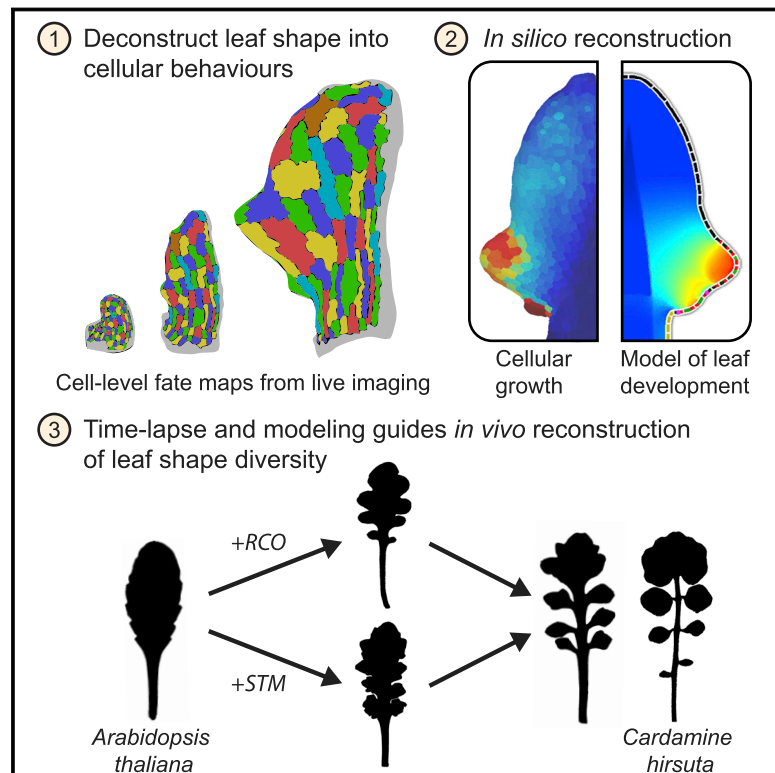 1 Deconstruct leaf shape into
cellular behaviours
Cell-level fate maps from live imaging
2 In silico reconstruction
Cellular
growth
Model of leaf
development
3 Time-lapse and modeling guides in vivo reconstruction
of leaf shape diversity
+RCO
+STM
Arabidopsis
thaliana
Cardamine
hirsuta